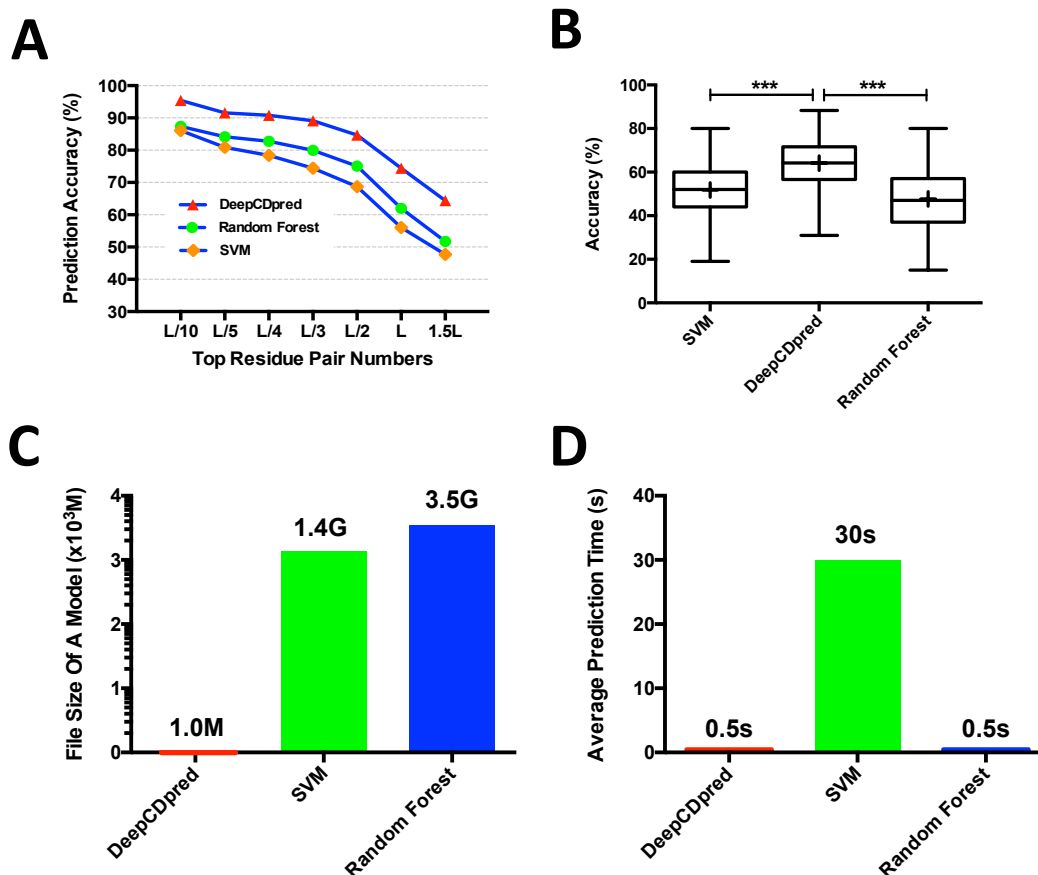 A
Prediction Accuracy (%)
100
90
80
70
60
50
40
30
DeepCDpred
Random Forest
SVM
L/10 L/5 L/4 L/3 L/2 L 1.5L
Top Residue Pair Numbers
B
Accuracy (%)
100
80
60
40
20
0
*** ***
SVM
DeepCDpred
Random Forest
C
File Size Of A Model (x10³M)
4
3
2
1
0
1.0M
1.4G
3.5G
DeepCDpred
SVM
Random Forest
D
Average Prediction Time (s)
40
30
20
10
0
0.5s
30s
0.5s
DeepCDpred
SVM
Random Forest